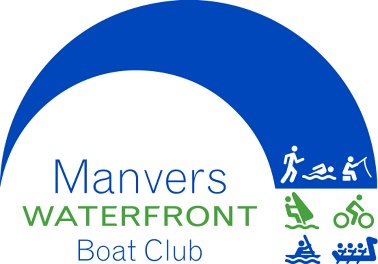 Manvers
WATERFRONT
Boat Club